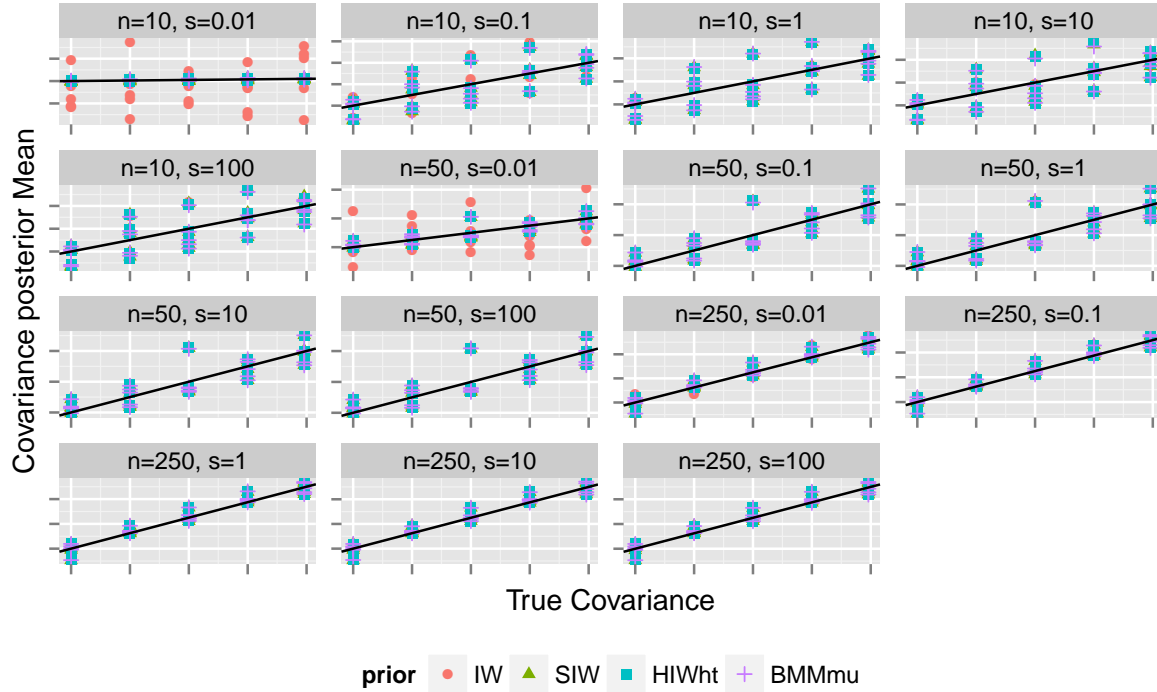 n=10, s=0.01
n=10, s=0.1
n=10, s=1
n=10, s=10
n=10, s=100
n=50, s=0.01
n=50, s=0.1
n=50, s=1
n=50, s=10
n=50, s=100
n=250, s=0.01
n=250, s=0.1
n=250, s=1
n=250, s=10
n=250, s=100
Covariance posterior Mean
True Covariance
prior IW SIW HIWht BMMmu